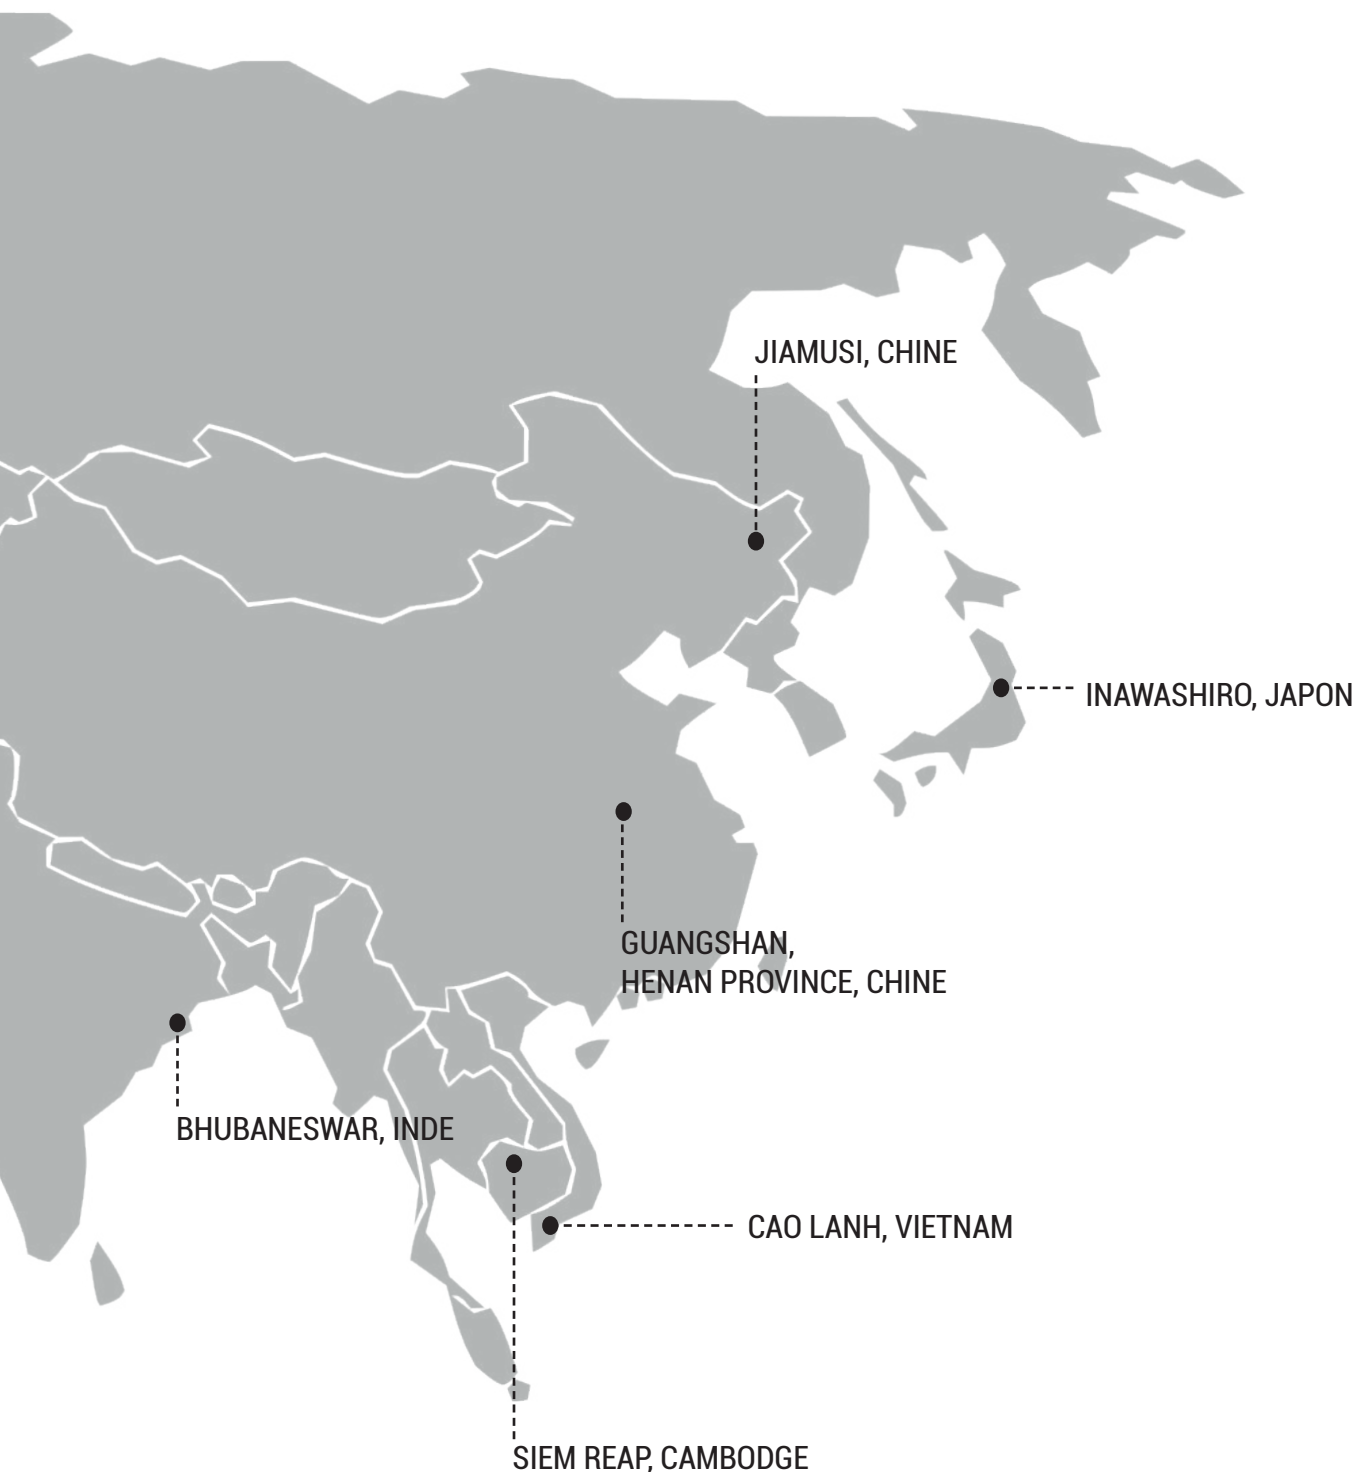 JIAMUSI, CHINE
INAWASHIRO, JAPON
GUANGSHAN,
HENAN PROVINCE, CHINE
BHUBANESWAR, INDE
CAO LANH, VIETNAM
SIEM REAP, CAMBODGE